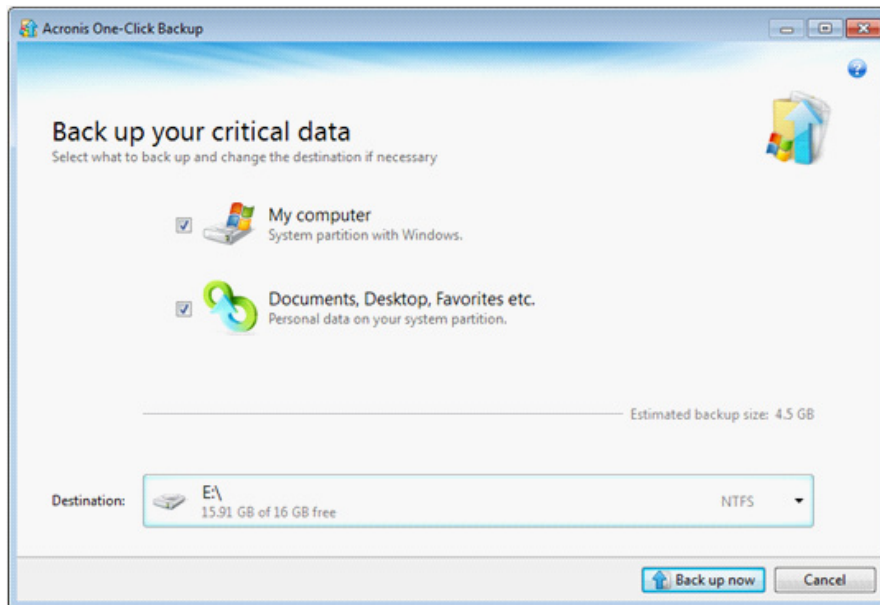 Acronis One-Click Backup
Back up your critical data
Select what to back up and change the destination if necessary
My computer
System partition with Windows.
Documents, Desktop, Favorites etc.
Personal data on your system partition.
Estimated backup size: 4.5 GB
Destination:
E:\
NTFS
15.91 GB of 16 GB free
Back up now
Cancel